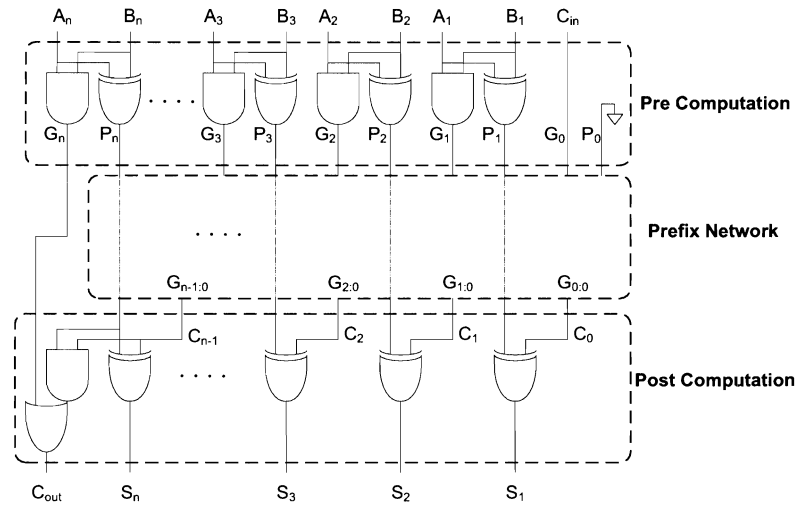 Aₙ Bₙ A₃ B₃ A₂ B₂ A₁ B₁ Cᵢₙ
Pre Computation
. . . .
Gₙ Pₙ G₃ P₃ G₂ P₂ G₁ P₁ G₀ P₀
Prefix Network
. . . .
Gₙ₋₁:₀ G₂:₀ G₁:₀ G₀:₀
Cₙ₋₁ C₂ C₁ C₀
Post Computation
. . . .
Cₒᵤₜ Sₙ S₃ S₂ S₁